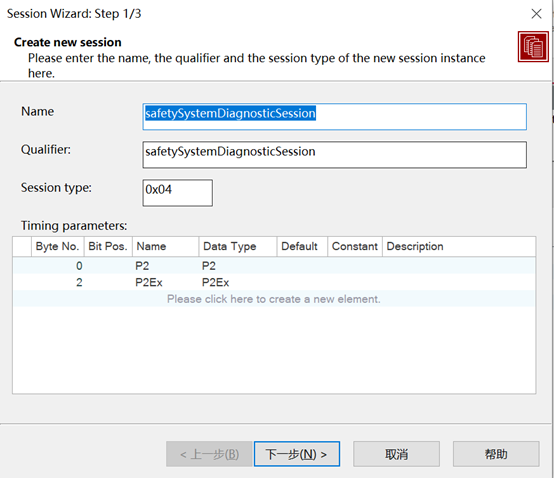 Session Wizard: Step 1/3
Create new session
Please enter the name, the qualifier and the session type of the new session instance
here.
Name
safetySystemDiagnosticSession
Qualifier:
safetySystemDiagnosticSession
Session type:
0x04
Timing parameters:
Byte No. Bit Pos. Name Data Type Default Constant Description
0 P2 P2
2 P2Ex P2Ex
Please click here to create a new element.
< 上一步(B) 下一步(N) > 取消 帮助